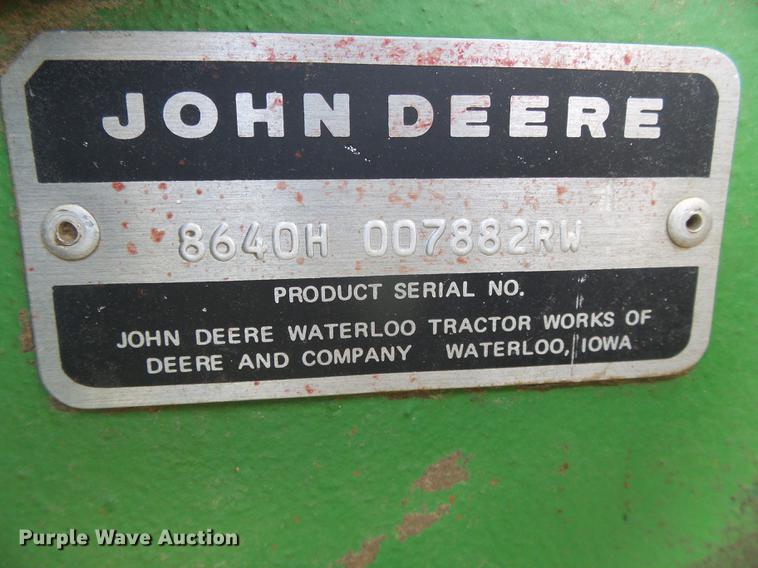 JOHN DEERE
8640H 007882RW
PRODUCT SERIAL NO.
JOHN DEERE WATERLOO TRACTOR WORKS OF
DEERE AND COMPANY WATERLOO, IOWA
Purple Wave Auction